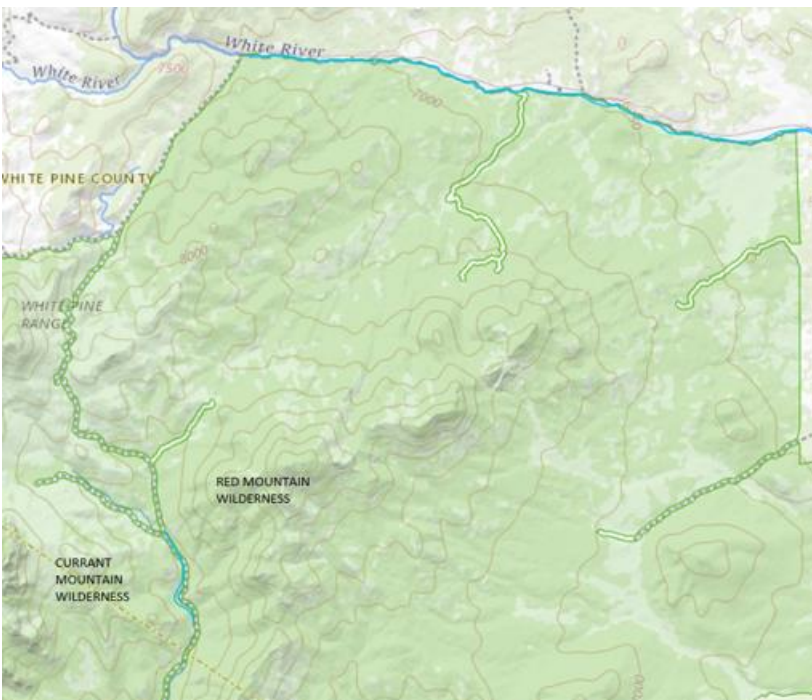 White River
White River
7500
7000
WHITE PINE COUNTY
8000
WHITE PINE
RANGE
RED MOUNTAIN
WILDERNESS
CURRANT
MOUNTAIN
WILDERNESS